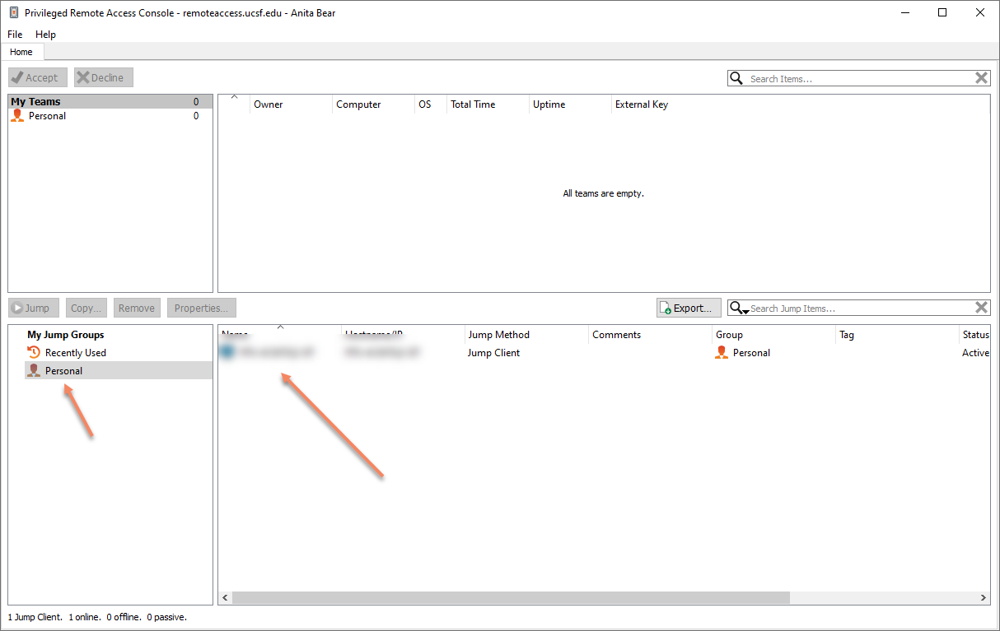 Privileged Remote Access Console - remoteaccess.ucsf.edu - Anita Bear
File Help
Home
Accept Decline Search Items...
My Teams 0
Personal 0
Owner Computer OS Total Time Uptime External Key
All teams are empty.
Jump Copy... Remove Properties... Export... Search Jump Items...
My Jump Groups
Recently Used
Personal
Name Hostname/IP Jump Method Comments Group Tag Status
Jump Client Personal Active
1 Jump Client. 1 online. 0 offline. 0 passive.